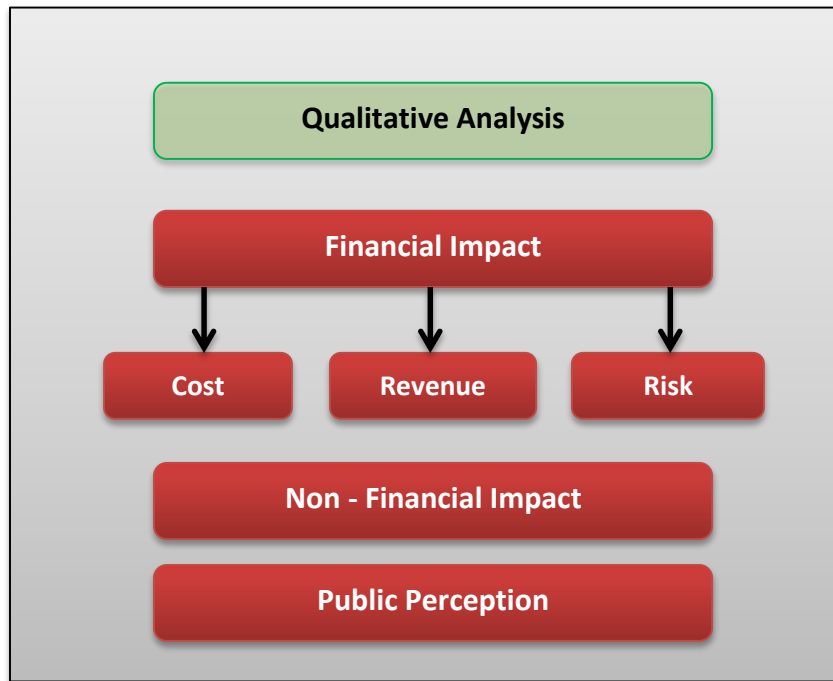 Qualitative Analysis
Financial Impact
Cost
Revenue
Risk
Non - Financial Impact
Public Perception